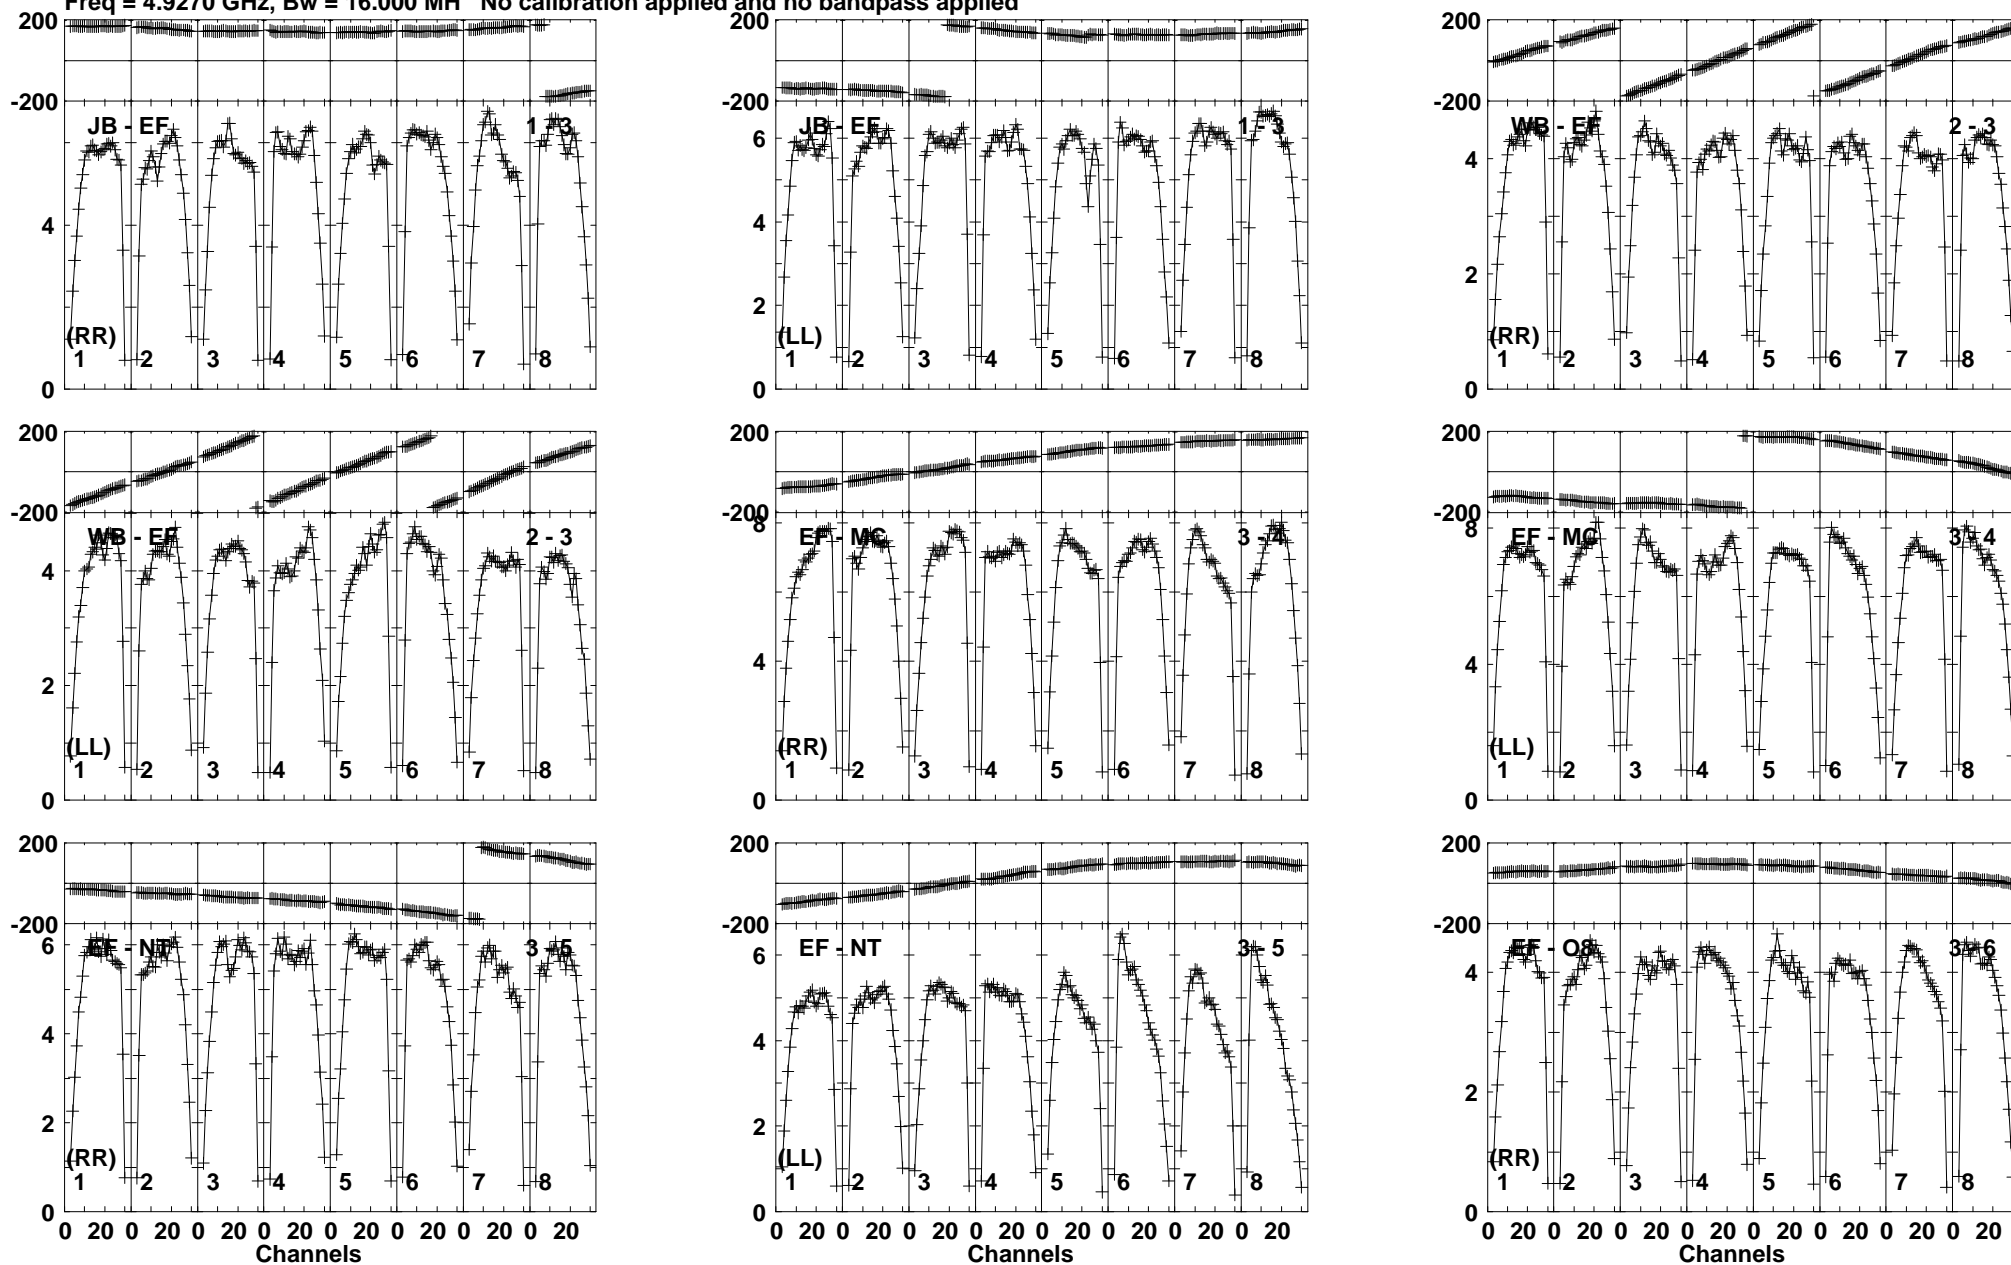 Freq = 4.9270 GHz, Bw = 16.000 MH No calibration applied and no bandpass applied
200 200 200
-200 -200 -200
JB - EF 1 - 3 JB - EF 1 - 3 WB - EF 2 - 3
6
4
4 4
2
2
(RR) (LL) (RR)
1 2 3 4 5 6 7 8 1 2 3 4 5 6 7 8 1 2 3 4 5 6 7 8
0 0 0
200 200 200
-200 -200 -200
8 8
WB - EF 2 - 3 EF - MC 3 - 4 EF - MC 3 - 4
4
4 4
2
(LL) (RR) (LL)
1 2 3 4 5 6 7 8 1 2 3 4 5 6 7 8 1 2 3 4 5 6 7 8
0 0 0
200 200 200
-200 -200 -200
EF - NT 3 - 5 EF - NT 3 - 5 EF - O8 3 - 6
6 6
4
4 4
2 2 2
(RR) (LL) (RR)
1 2 3 4 5 6 7 8 1 2 3 4 5 6 7 8 1 2 3 4 5 6 7 8
0 0 0
0 20 0 20 0 20 0 20 0 20 0 20 0 20 0 20 0 20 0 20 0 20 0 20 0 20 0 20 0 20 0 20 0 20 0 20 0 20 0 20 0 20 0 20 0 20 0 20
Channels Channels Channels